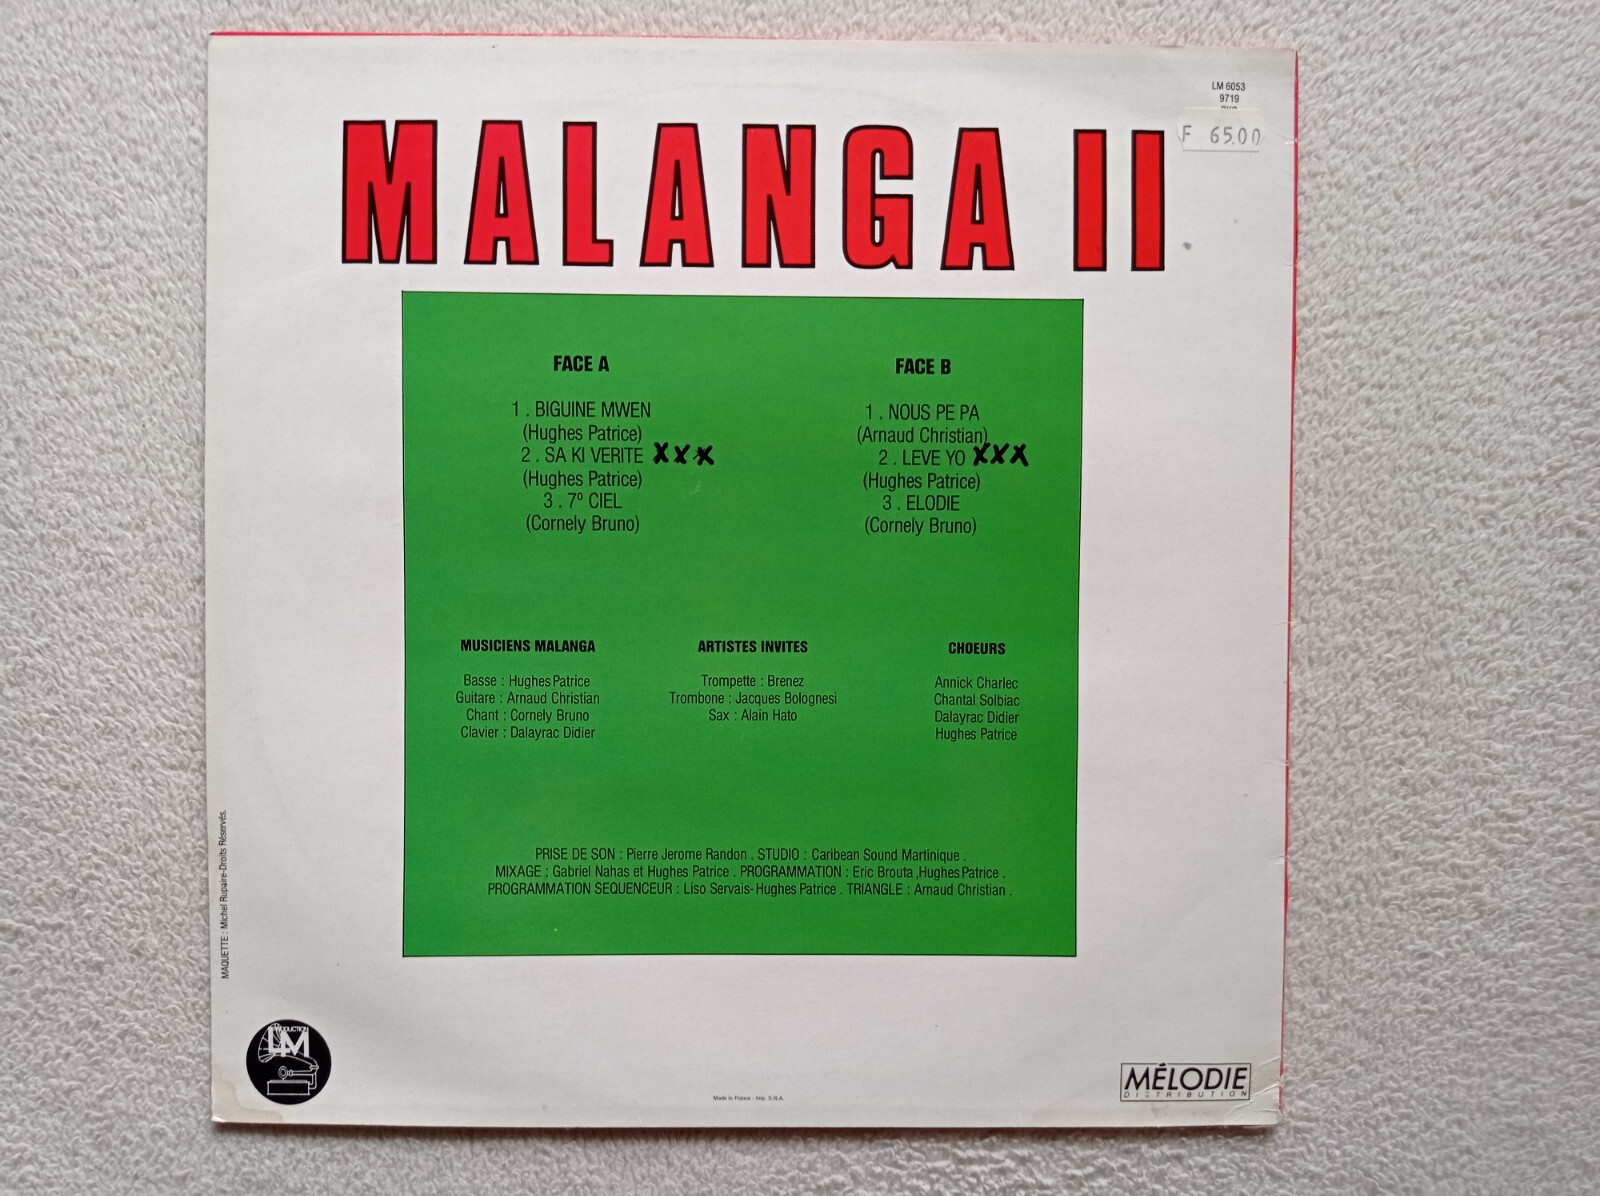 LM 6053
9719
F 65.00
MALANGA II
FACE A
1 . BIGUINE MWEN
(Hughes Patrice)
2 . SA KI VERITE XXX
(Hughes Patrice)
3 . 7º CIEL
(Cornely Bruno)
FACE B
1 . NOUS PE PA
(Arnaud Christian)
2 . LEVE YO XXX
(Hughes Patrice)
3 . ELODIE
(Cornely Bruno)
MUSICIENS MALANGA
Basse : Hughes Patrice
Guitare : Arnaud Christian
Chant : Cornely Bruno
Clavier : Dalayrac Didier
ARTISTES INVITES
Trompette : Brenez
Trombone : Jacques Bolognesi
Sax : Alain Hato
CHOEURS
Annick Charlec
Chantal Solbiac
Dalayrac Didier
Hughes Patrice
PRISE DE SON : Pierre Jerome Randon . STUDIO : Caribean Sound Martinique .
MIXAGE : Gabriel Nahas et Hughes Patrice . PROGRAMMATION : Eric Brouta ,Hughes Patrice .
PROGRAMMATION SEQUENCEUR : Liso Servais-Hughes Patrice . TRIANGLE : Arnaud Christian .
MAQUETTE : Michel Rupaire-Droits Réservés.
PRODUCTION
LM
Made in France - Imp. S.N.A.
MÉLODIE
DISTRIBUTION